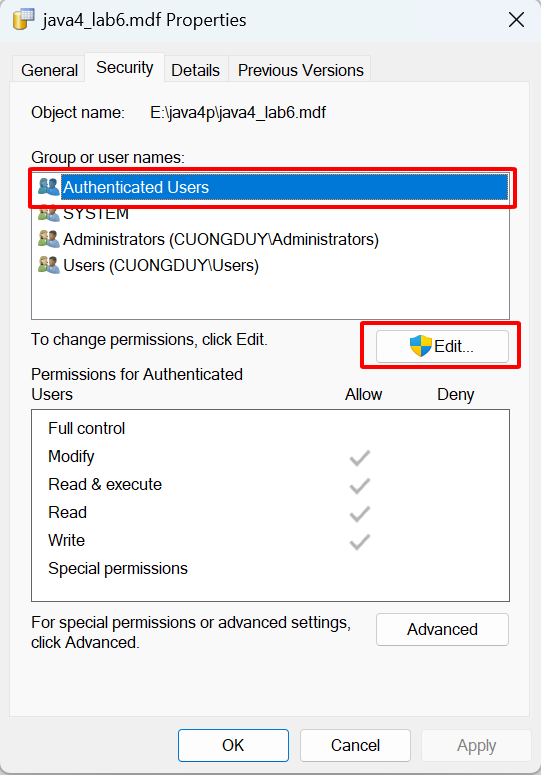 java4_lab6.mdf Properties
General Security Details Previous Versions
Object name: E:\java4p\java4_lab6.mdf
Group or user names:
Authenticated Users
SYSTEM
Administrators (CUONGDUY\Administrators)
Users (CUONGDUY\Users)
To change permissions, click Edit.
Edit...
Permissions for Authenticated
Users Allow Deny
Full control
Modify
Read & execute
Read
Write
Special permissions
For special permissions or advanced settings,
click Advanced.
Advanced
OK Cancel Apply